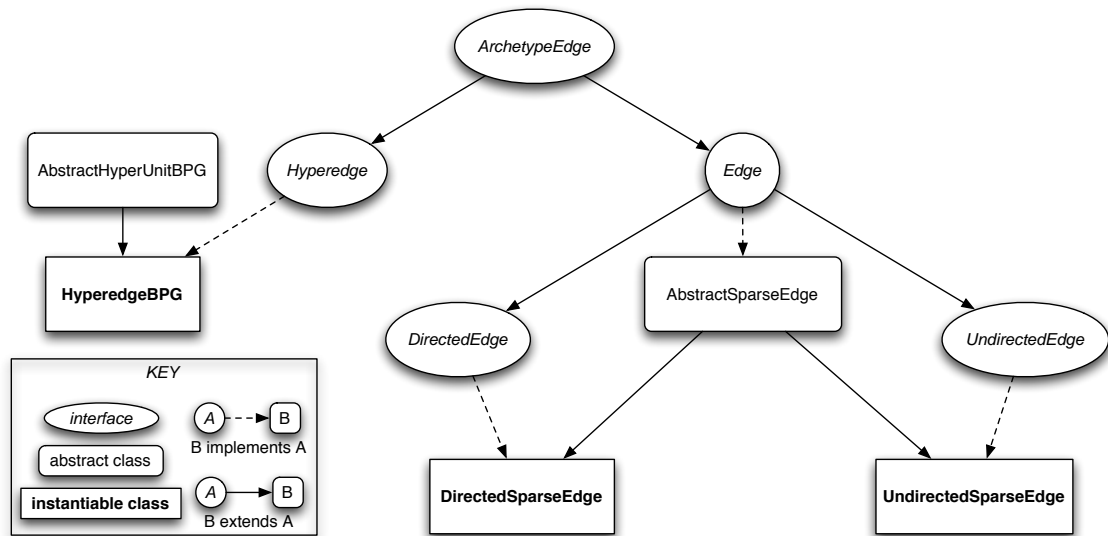 ArchetypeEdge
AbstractHyperUnitBPG
Hyperedge
Edge
HyperedgeBPG
AbstractSparseEdge
DirectedEdge
UndirectedEdge
KEY
interface
A
B
B implements A
abstract class
A
B
instantiable class
B extends A
DirectedSparseEdge
UndirectedSparseEdge